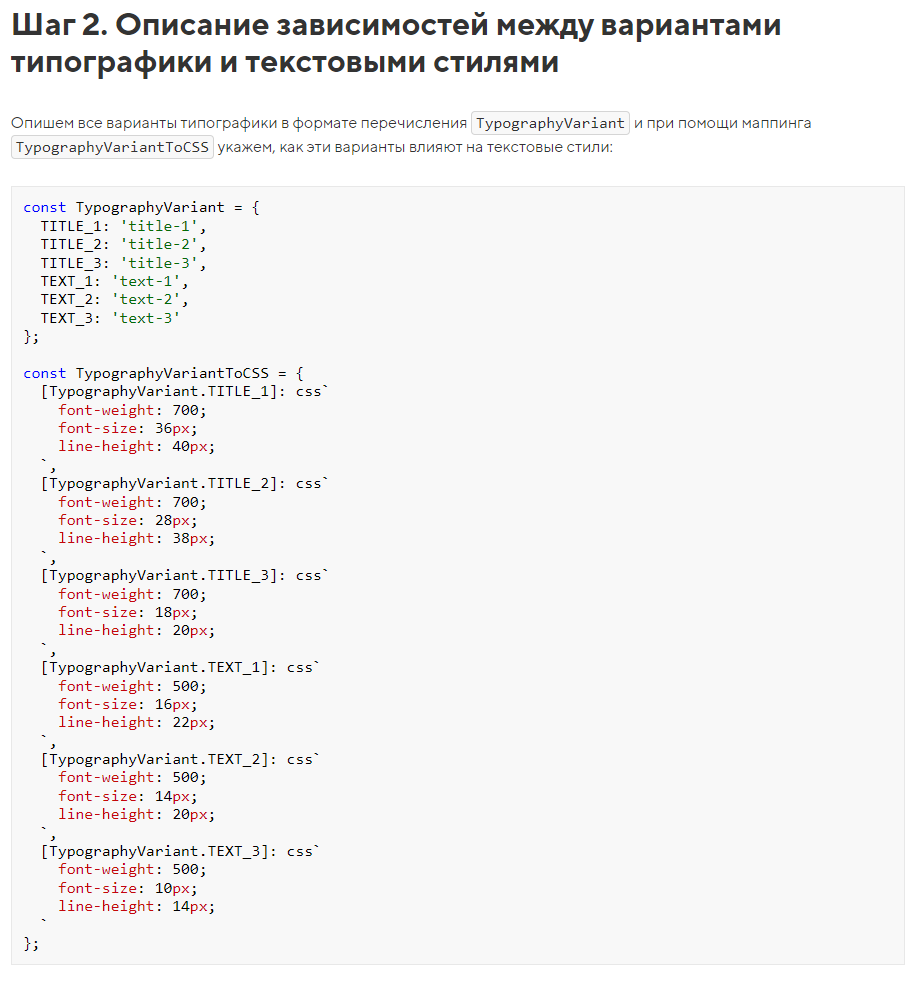 Шаг 2. Описание зависимостей между вариантами
типографики и текстовыми стилями
Опишем все варианты типографики в формате перечисления TypographyVariant и при помощи маппинга
TypographyVariantToCSS укажем, как эти варианты влияют на текстовые стили:
const TypographyVariant = {
  TITLE_1: 'title-1',
  TITLE_2: 'title-2',
  TITLE_3: 'title-3',
  TEXT_1: 'text-1',
  TEXT_2: 'text-2',
  TEXT_3: 'text-3'
};
const TypographyVariantToCSS = {
  [TypographyVariant.TITLE_1]: css`
    font-weight: 700;
    font-size: 36px;
    line-height: 40px;
  `,
  [TypographyVariant.TITLE_2]: css`
    font-weight: 700;
    font-size: 28px;
    line-height: 38px;
  `,
  [TypographyVariant.TITLE_3]: css`
    font-weight: 700;
    font-size: 18px;
    line-height: 20px;
  `,
  [TypographyVariant.TEXT_1]: css`
    font-weight: 500;
    font-size: 16px;
    line-height: 22px;
  `,
  [TypographyVariant.TEXT_2]: css`
    font-weight: 500;
    font-size: 14px;
    line-height: 20px;
  `,
  [TypographyVariant.TEXT_3]: css`
    font-weight: 500;
    font-size: 10px;
    line-height: 14px;
  `
};